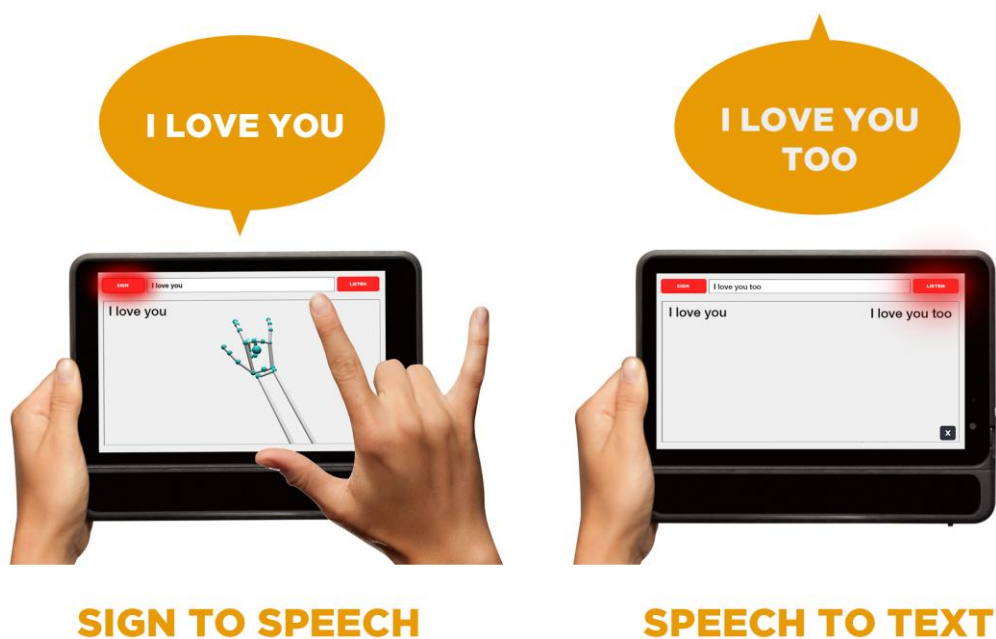 I LOVE YOU
SIGN
I love you
LISTEN
I love you
SIGN TO SPEECH
I LOVE YOU
TOO
SIGN
I love you too
LISTEN
I love you
I love you too
X
SPEECH TO TEXT